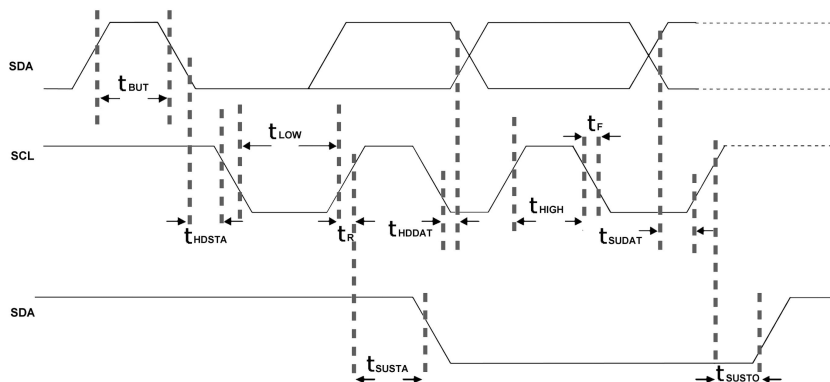 SDA
tBUT
tLOW
tF
SCL
tHDSTA
tR
tHDDAT
tHIGH
tSUDAT
SDA
tSUSTA
tSUSTO